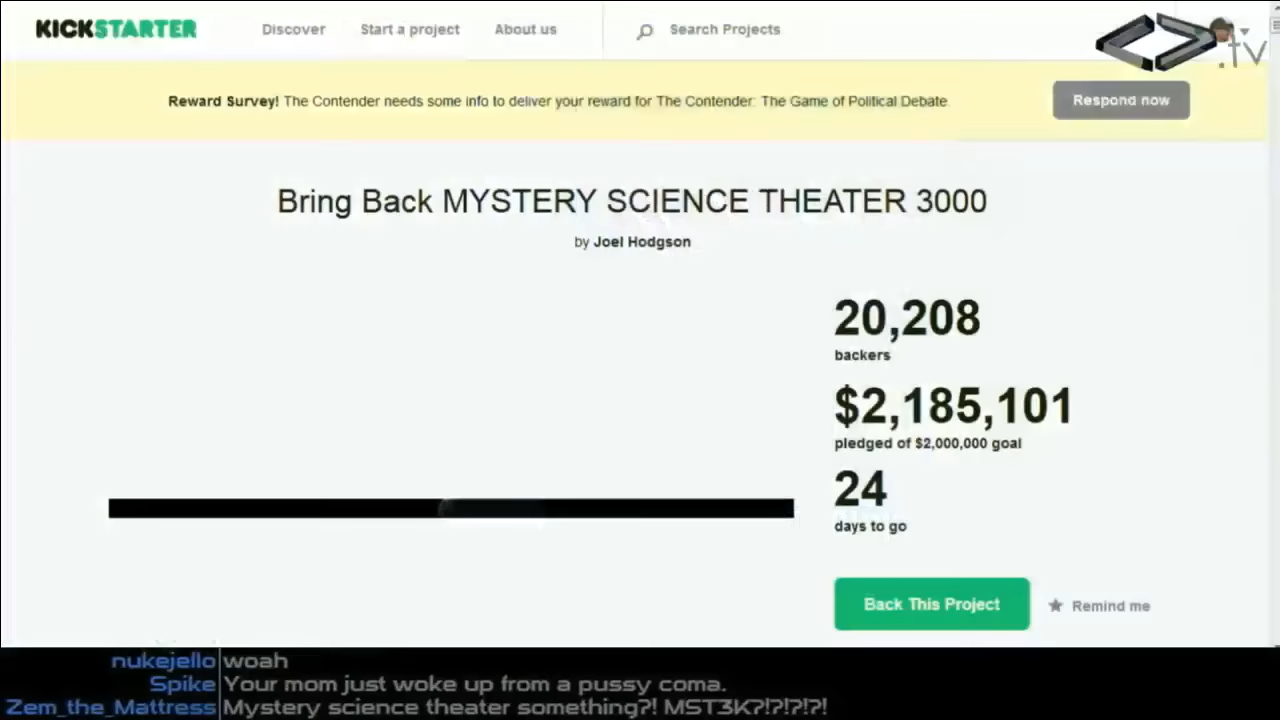 KICKSTARTER Discover Start a project About us Search Projects
.tv
Reward Survey! The Contender needs some info to deliver your reward for The Contender: The Game of Political Debate. Respond now
Bring Back MYSTERY SCIENCE THEATER 3000
by Joel Hodgson
20,208
backers
$2,185,101
pledged of $2,000,000 goal
24
days to go
Back This Project Remind me
nukejello woah
Spike Your mom just woke up from a pussy coma.
Zem_the_Mattress Mystery science theater something?! MST3K?!?!?!?!